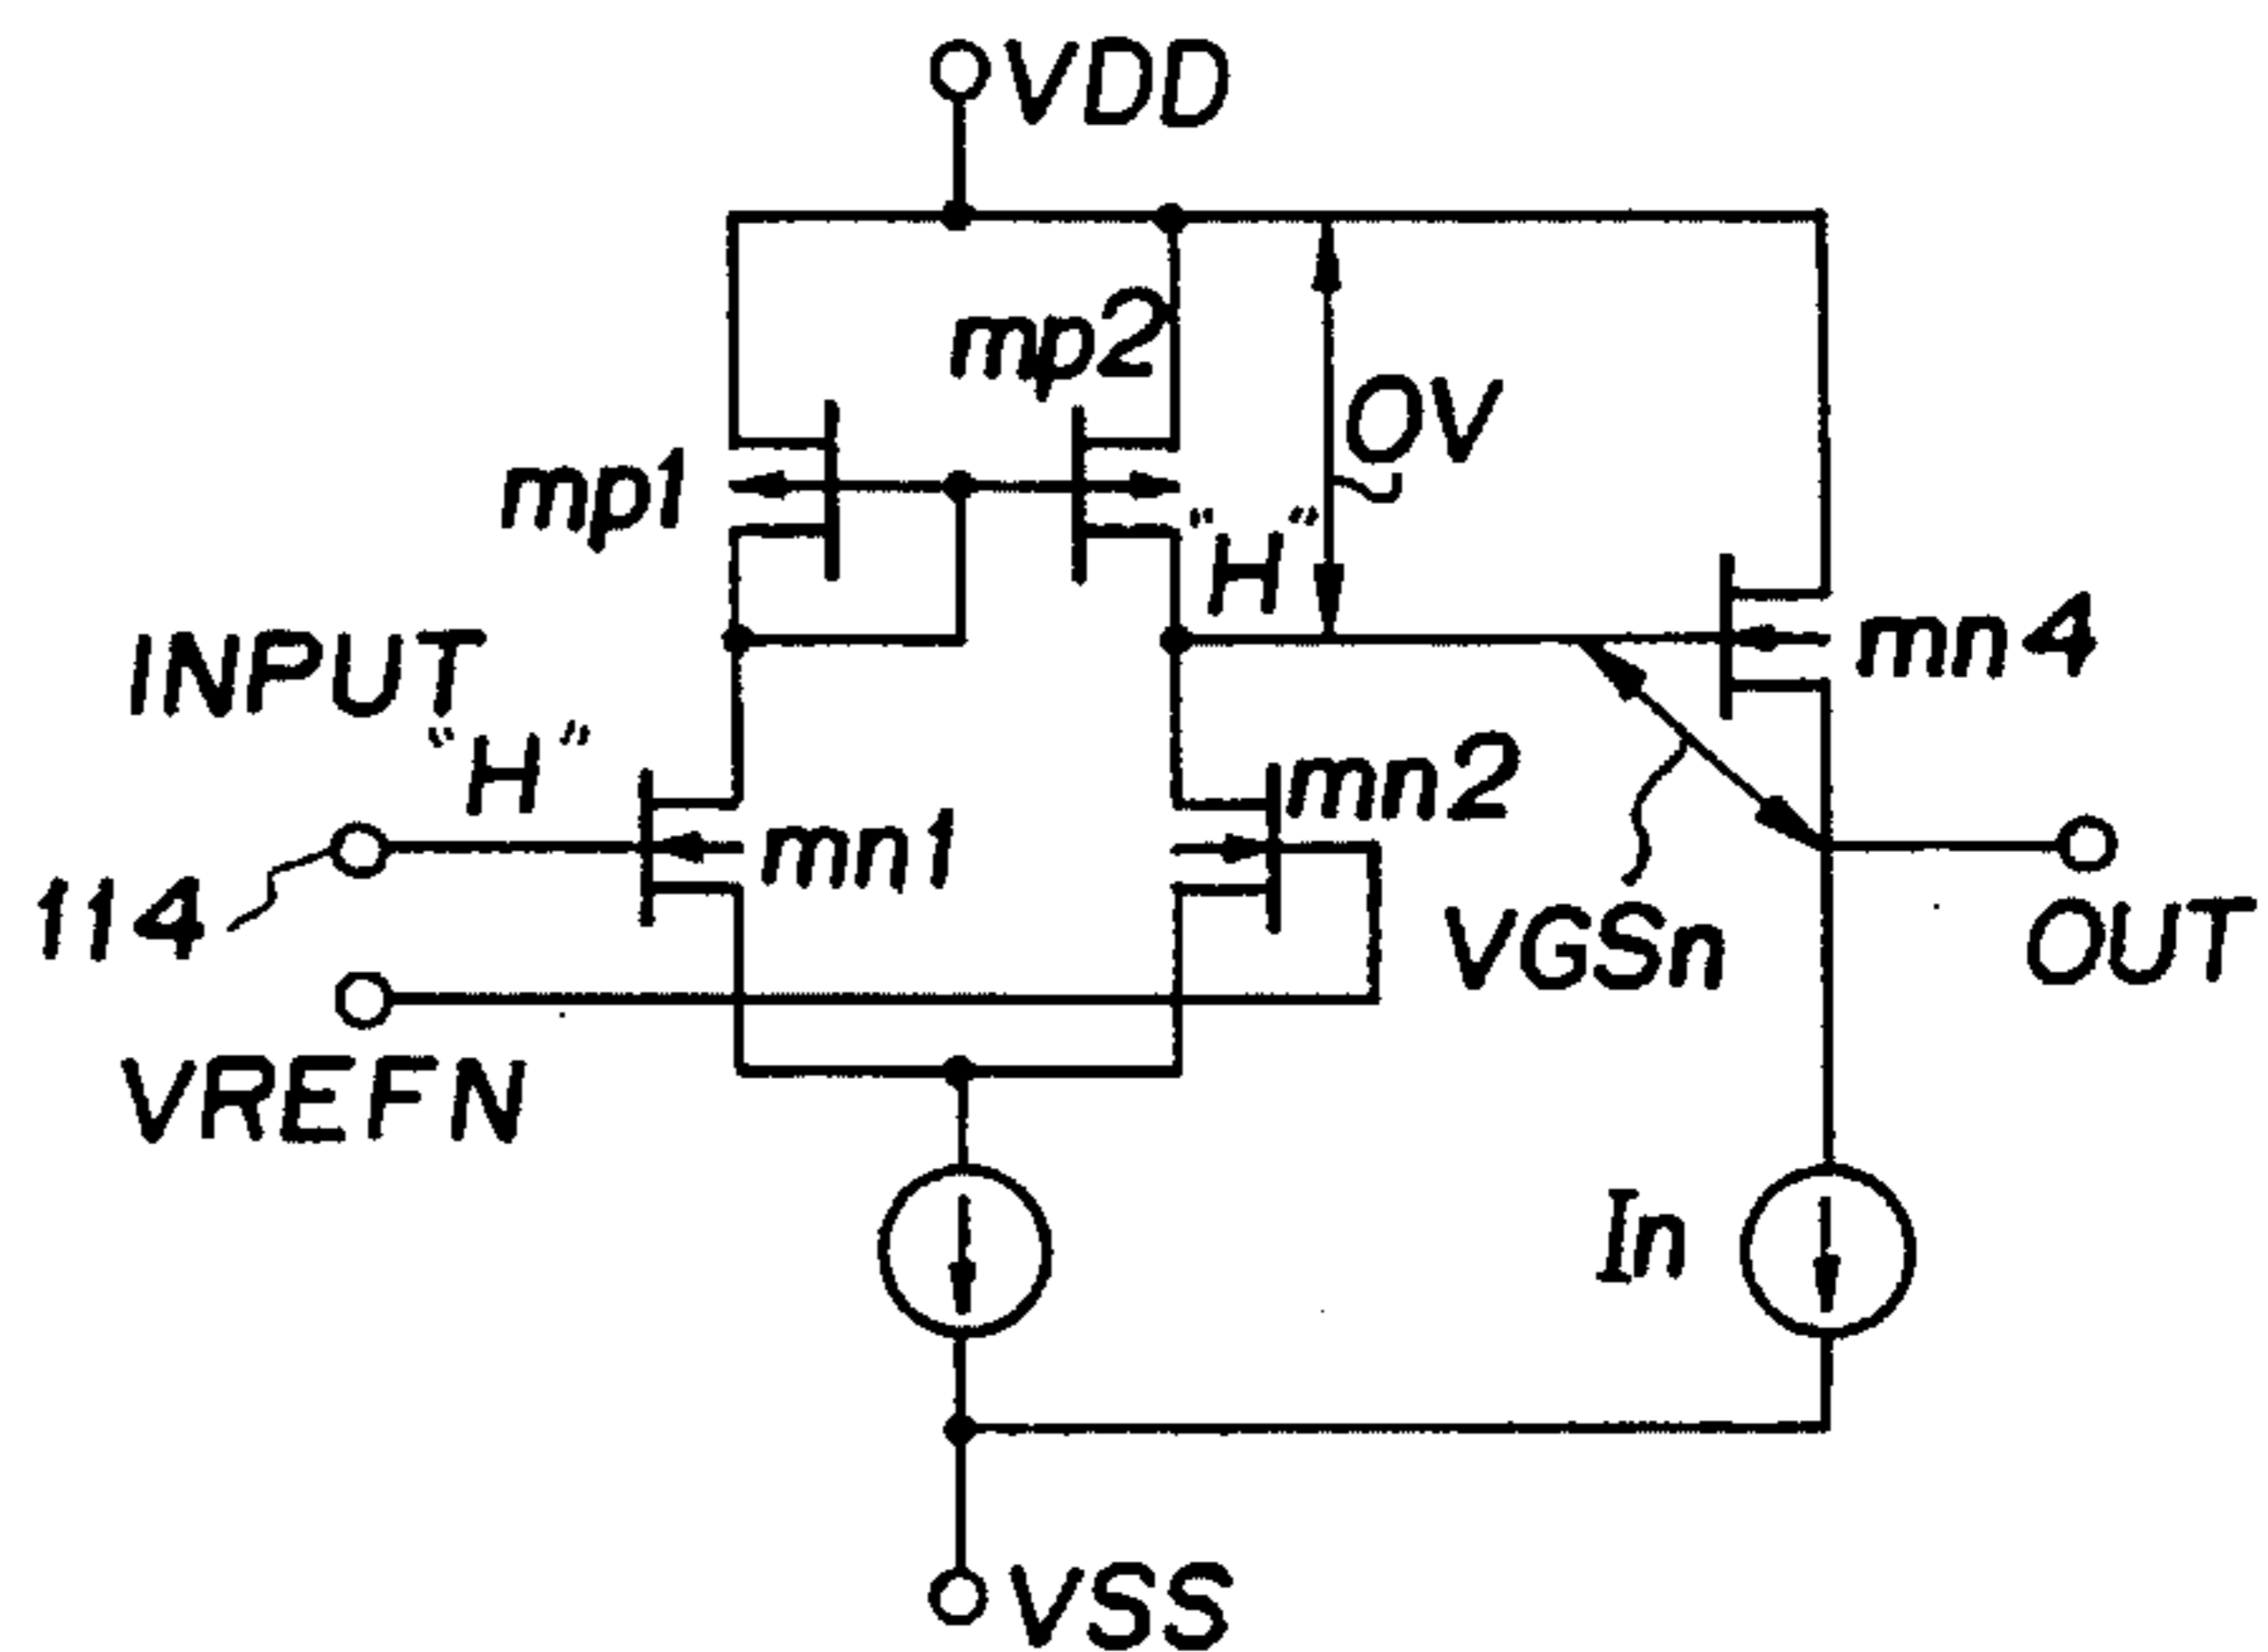 VDD
mp2
OV
mp1
"H"
mn4
INPUT
"H"
mn2
mn1
114
VGSn
OUT
VREFN
In
VSS